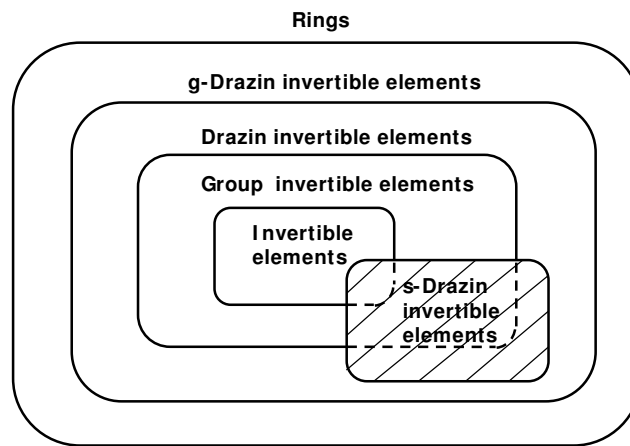 Rings
g-Drazin invertible elements
Drazin invertible elements
Group invertible elements
Invertible
elements
s-Drazin
invertible
elements